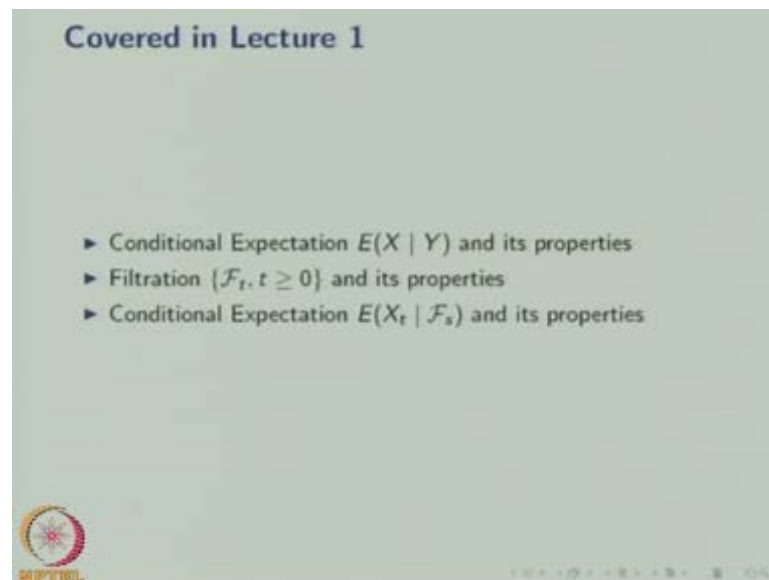 Covered in Lecture 1
▶ Conditional Expectation E(X | Y) and its properties
▶ Filtration {ℱₜ, t ≥ 0} and its properties
▶ Conditional Expectation E(Xₜ | ℱₛ) and its properties
NPTEL